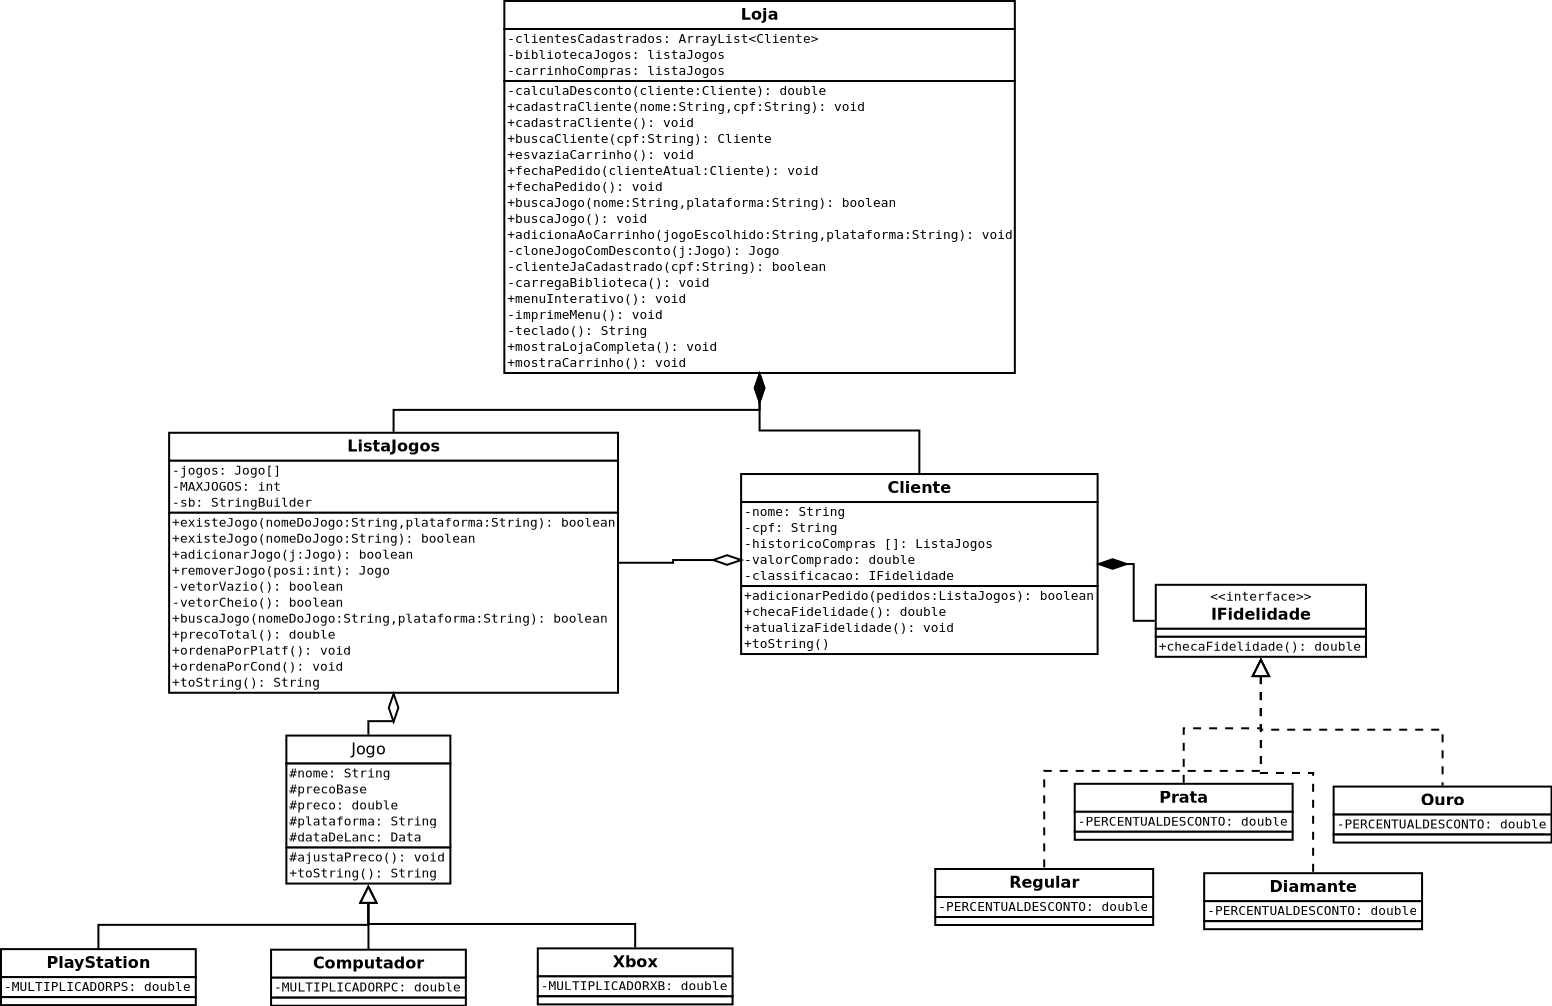 Loja
-clientesCadastrados: ArrayList<Cliente>
-bibliotecaJogos: listaJogos
-carrinhoCompras: listaJogos
-calculaDesconto(cliente:Cliente): double
+cadastraCliente(nome:String,cpf:String): void
+cadastraCliente(): void
+buscaCliente(cpf:String): Cliente
+esvaziaCarrinho(): void
+fechaPedido(clienteAtual:Cliente): void
+fechaPedido(): void
+buscaJogo(nome:String,plataforma:String): boolean
+buscaJogo(): void
+adicionaAoCarrinho(jogoEscolhido:String,plataforma:String): void
-cloneJogoComDesconto(j:Jogo): Jogo
-clienteJaCadastrado(cpf:String): boolean
-carregaBiblioteca(): void
+menuInterativo(): void
-imprimeMenu(): void
-teclado(): String
+mostraLojaCompleta(): void
+mostraCarrinho(): void
ListaJogos
-jogos: Jogo[]
-MAXJOGOS: int
-sb: StringBuilder
+existeJogo(nomeDoJogo:String,plataforma:String): boolean
+existeJogo(nomeDoJogo:String): boolean
+adicionarJogo(j:Jogo): boolean
+removerJogo(posi:int): Jogo
-vetorVazio(): boolean
-vetorCheio(): boolean
+buscaJogo(nomeDoJogo:String,plataforma:String): boolean
+precoTotal(): double
+ordenaPorPlatf(): void
+ordenaPorCond(): void
+toString(): String
Cliente
-nome: String
-cpf: String
-historicoCompras []: ListaJogos
-valorComprado: double
-classificacao: IFidelidade
+adicionarPedido(pedidos:ListaJogos): boolean
+checaFidelidade(): double
+atualizaFidelidade(): void
+toString()
<<interface>>
IFidelidade
+checaFidelidade(): double
Jogo
#nome: String
#precoBase
#preco: double
#plataforma: String
#dataDeLanc: Data
#ajustaPreco(): void
+toString(): String
Prata
-PERCENTUALDESCONTO: double
Ouro
-PERCENTUALDESCONTO: double
Regular
-PERCENTUALDESCONTO: double
Diamante
-PERCENTUALDESCONTO: double
PlayStation
-MULTIPLICADORPS: double
Computador
-MULTIPLICADORPC: double
Xbox
-MULTIPLICADORXB: double